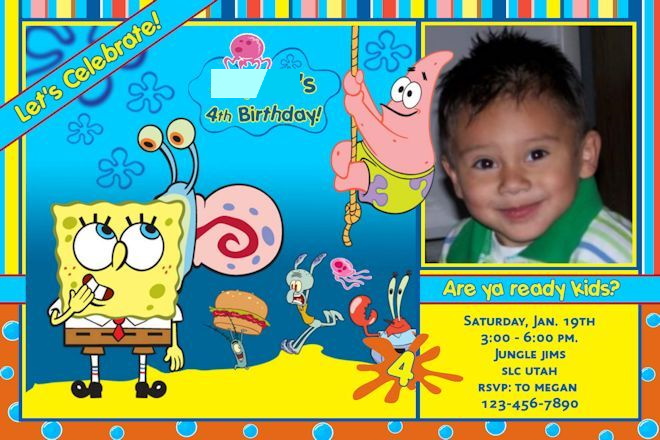 Let's Celebrate!
's
4th Birthday!
4
Are ya ready kids?
Saturday, Jan. 19th
3:00 - 6:00 pm.
Jungle jims
slc utah
rsvp: to megan
123-456-7890